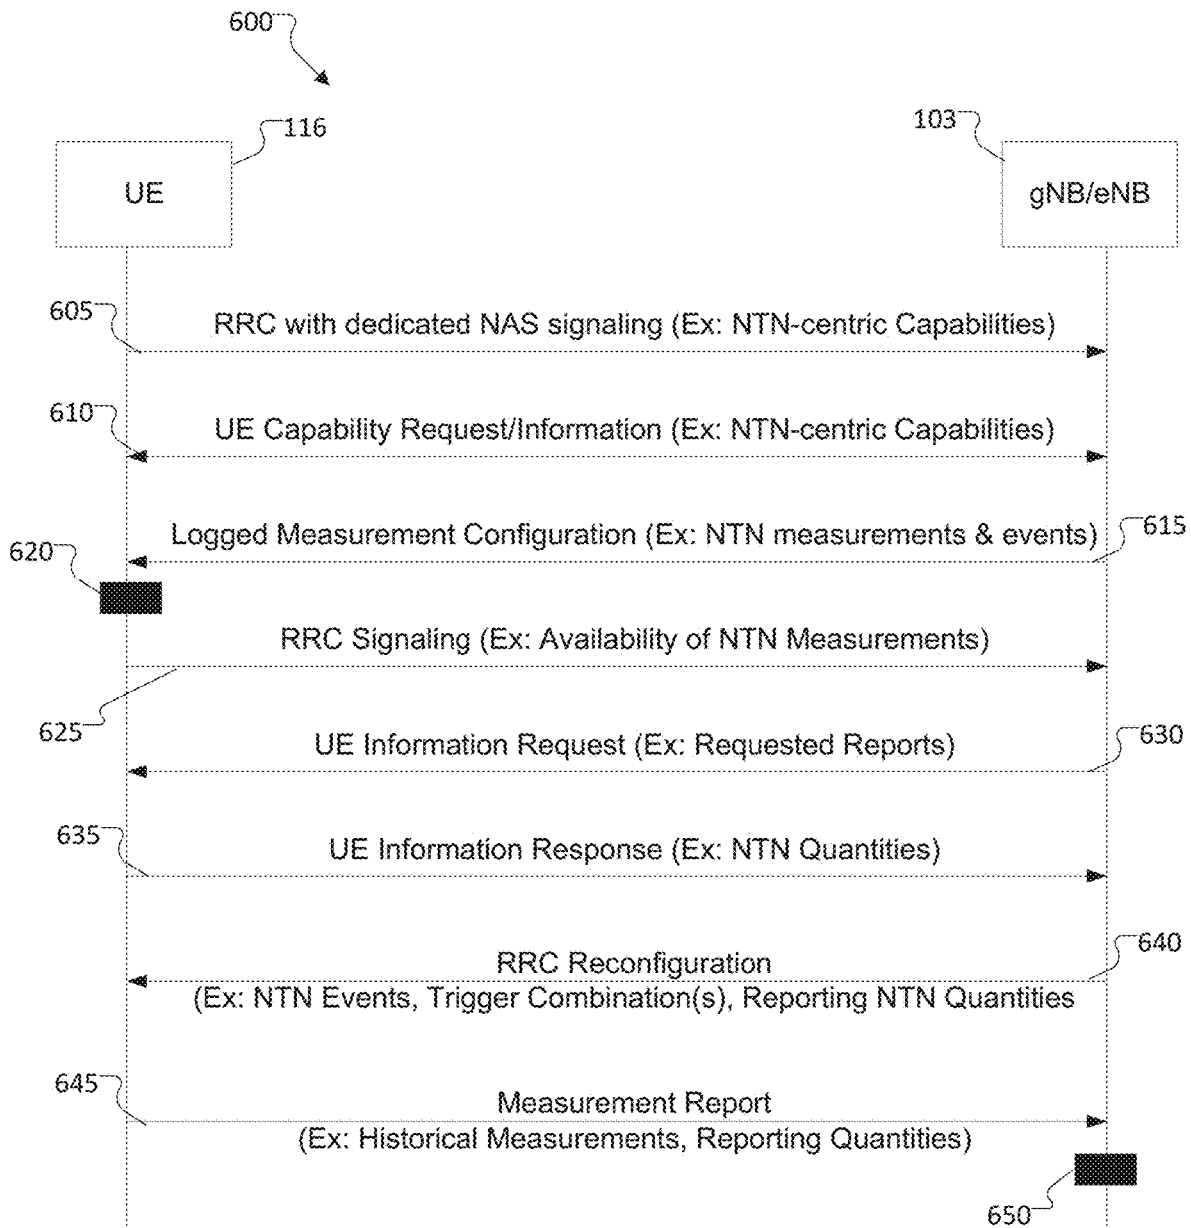 600
116
103
UE
gNB/eNB
605
RRC with dedicated NAS signaling (Ex: NTN-centric Capabilities)
610
UE Capability Request/Information (Ex: NTN-centric Capabilities)
Logged Measurement Configuration (Ex: NTN measurements & events)
615
620
RRC Signaling (Ex: Availability of NTN Measurements)
625
UE Information Request (Ex: Requested Reports)
630
635
UE Information Response (Ex: NTN Quantities)
640
RRC Reconfiguration
(Ex: NTN Events, Trigger Combination(s), Reporting NTN Quantities
645
Measurement Report
(Ex: Historical Measurements, Reporting Quantities)
650